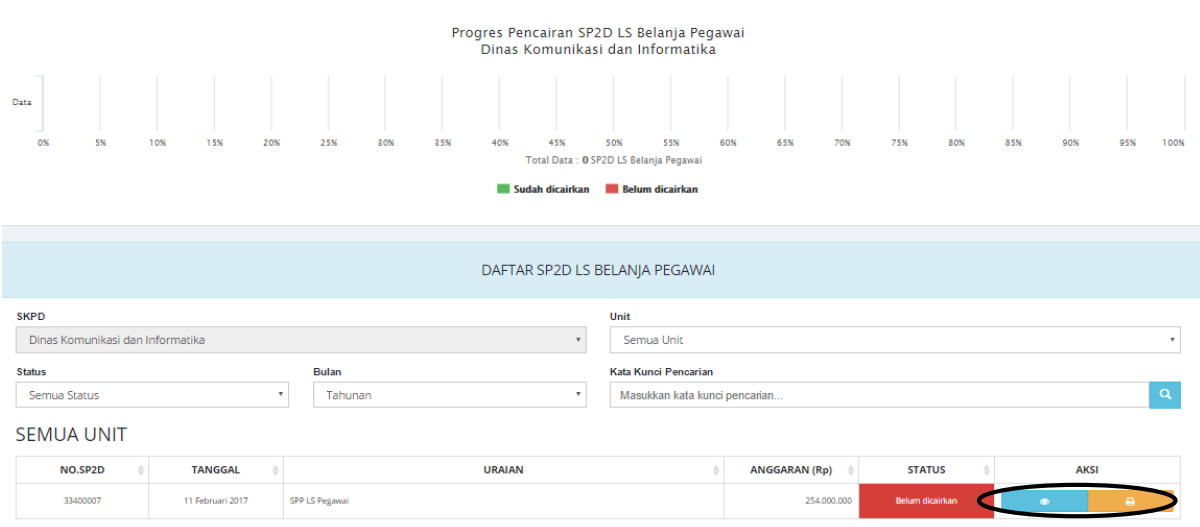 Progres Pencairan SP2D LS Belanja Pegawai
Dinas Komunikasi dan Informatika
Data
0% 5% 10% 15% 20% 25% 30% 35% 40% 45% 50% 55% 60% 65% 70% 75% 80% 85% 90% 95% 100%
Total Data : 0 SP2D LS Belanja Pegawai
Sudah dicairkan Belum dicairkan
DAFTAR SP2D LS BELANJA PEGAWAI
SKPD Unit
Dinas Komunikasi dan Informatika Semua Unit
Status Bulan Kata Kunci Pencarian
Semua Status Tahunan Masukkan kata kunci pencarian...
SEMUA UNIT
NO.SP2D TANGGAL URAIAN ANGGARAN (Rp) STATUS AKSI
33400007 11 Februari 2017 SPP LS Pegawai 254.000.000 Belum dicairkan